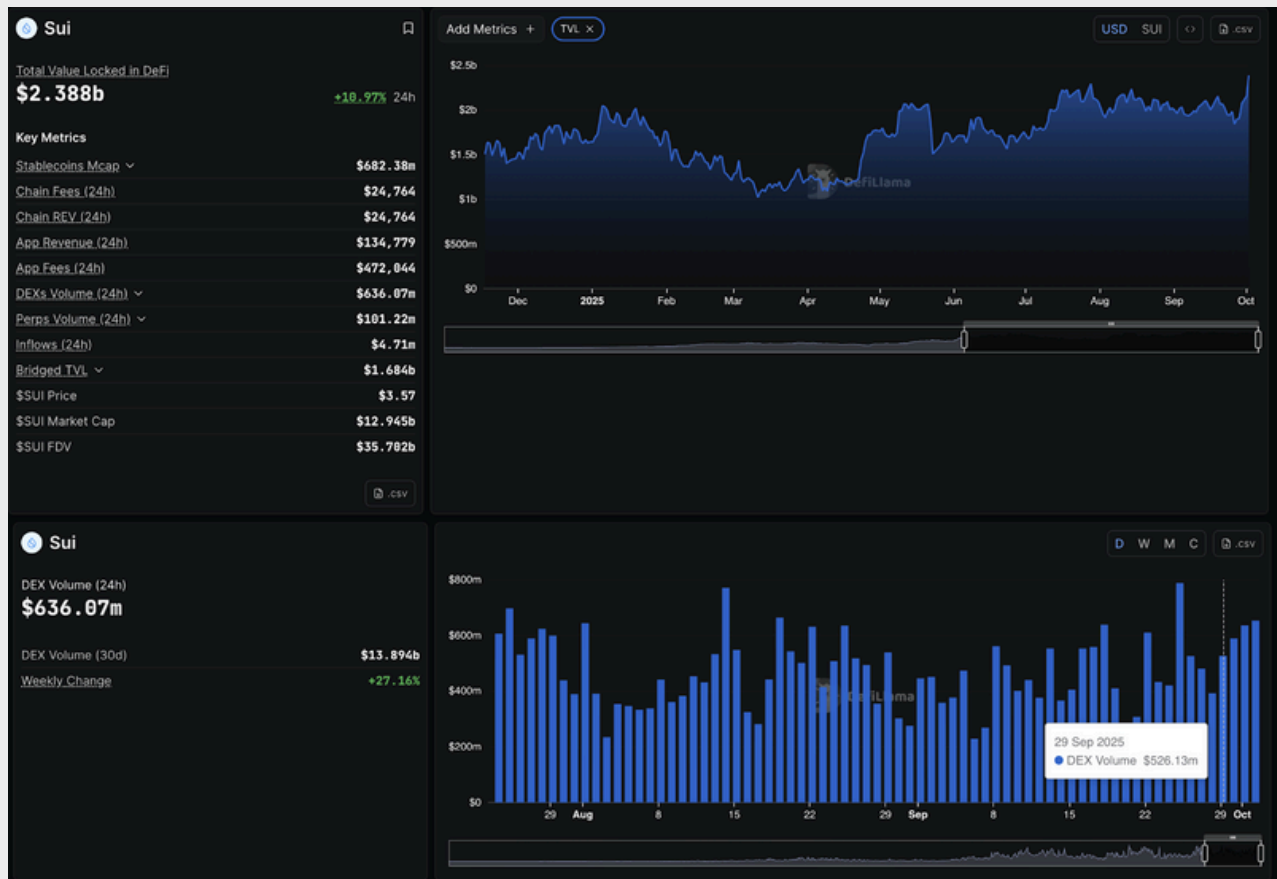 Sui
Total Value Locked in DeFi
$2.388b
+10.97% 24h
Key Metrics
Stablecoins Mcap $682.38m
Chain Fees (24h) $24,764
Chain REV (24h) $24,764
App Revenue (24h) $134,779
App Fees (24h) $472,044
DEXs Volume (24h) $636.07m
Perps Volume (24h) $101.22m
Inflows (24h) $4.71m
Bridged TVL $1.684b
$SUI Price $3.57
$SUI Market Cap $12.945b
$SUI FDV $35.702b
.csv
Add Metrics + TVL × USD SUI <> .csv
$2.5b
$2b
$1.5b
$1b
$500m
$0
DefiLlama
Dec 2025 Feb Mar Apr May Jun Jul Aug Sep Oct
Sui
DEX Volume (24h)
$636.07m
DEX Volume (30d) $13.894b
Weekly Change +27.16%
D W M C .csv
$800m
$600m
$400m
$200m
$0
DefiLlama
29 Sep 2025
DEX Volume $526.13m
29 Aug 8 15 22 29 Sep 8 15 22 29 Oct